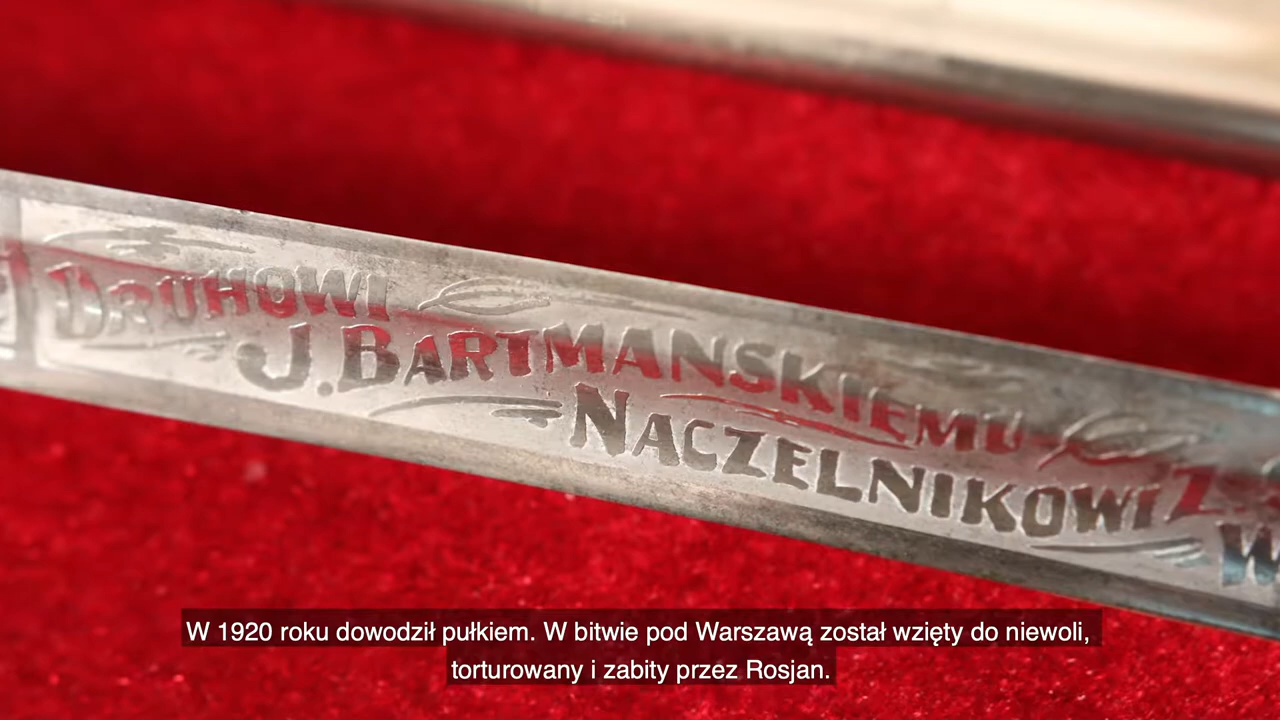 DRUHOWI
J. BARTMANSKIEMU
NACZELNIKOWI
W 1920 roku dowodził pułkiem. W bitwie pod Warszawą został wzięty do niewoli,
torturowany i zabity przez Rosjan.